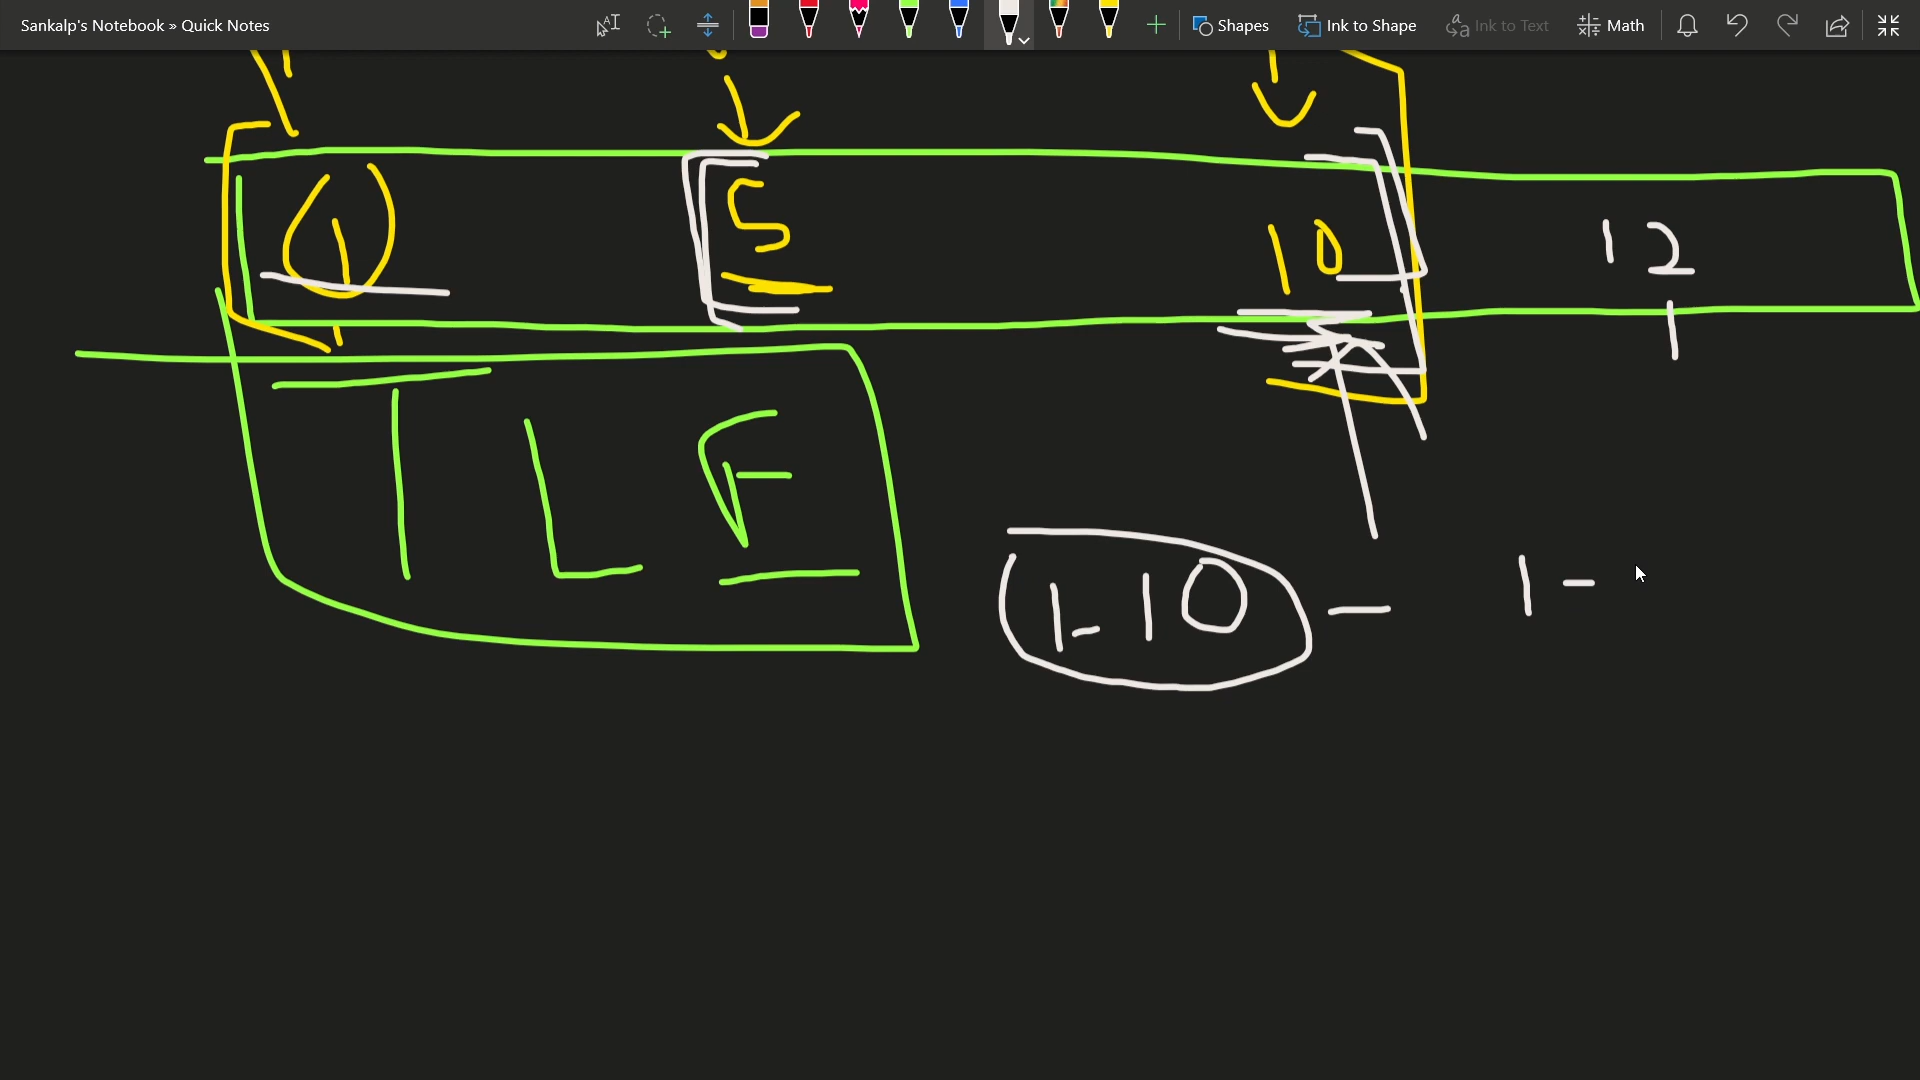 Sankalp's Notebook » Quick Notes
Shapes
Ink to Shape
Ink to Text
Math
1 5 10 12
TLE
1-10 - 1-